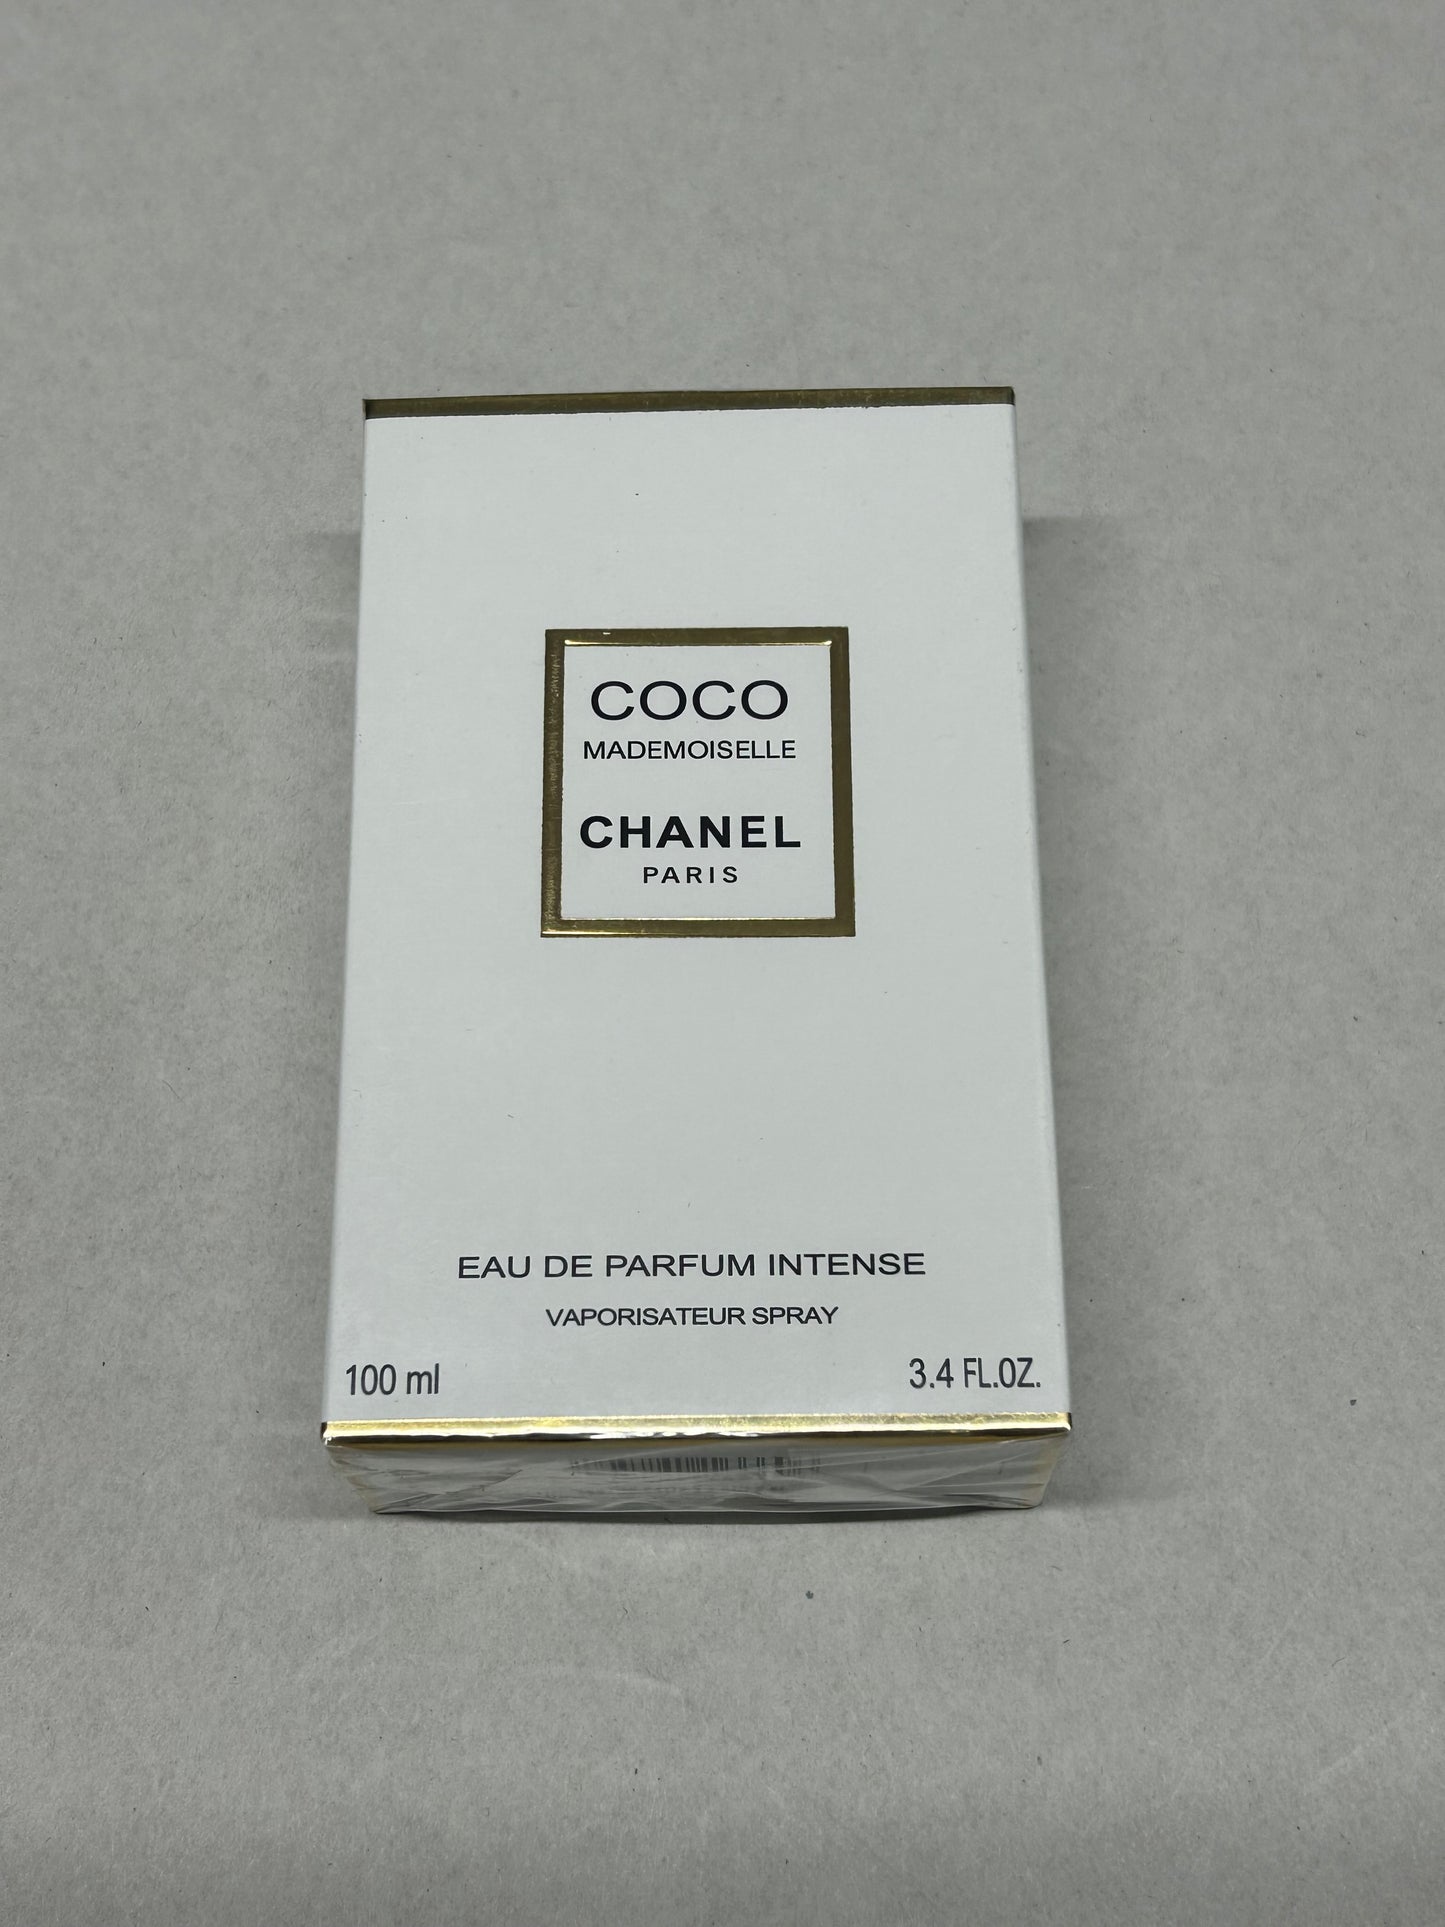 COCO
MADEMOISELLE
CHANEL
PARIS
EAU DE PARFUM INTENSE
VAPORISATEUR SPRAY
100 ml 3.4 FL.OZ.